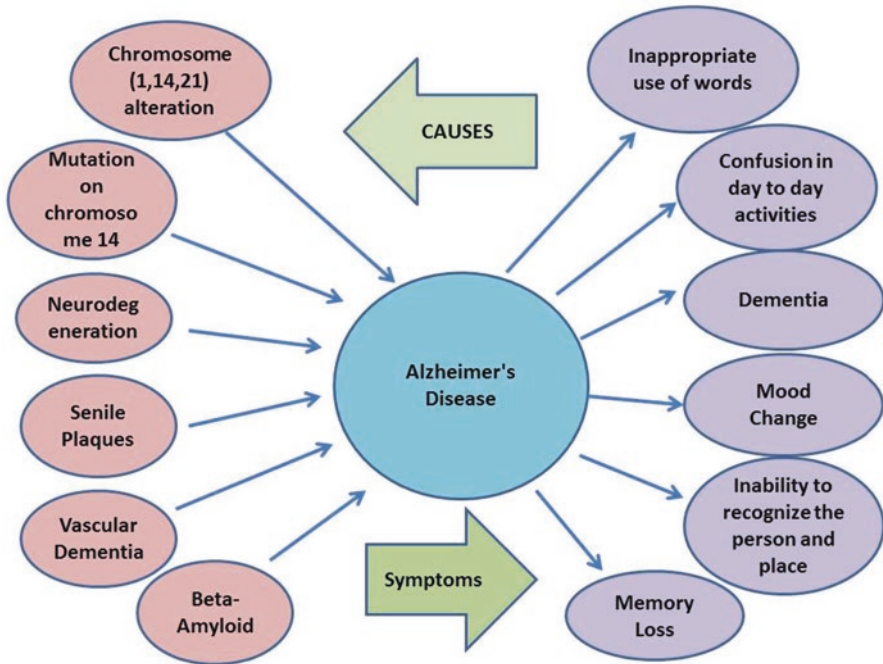 Chromosome
(1,14,21)
alteration
Mutation
on
chromoso
me 14
Neurodeg
eneration
Senile
Plaques
Vascular
Dementia
Beta-
Amyloid
CAUSES
Alzheimer's
Disease
Symptoms
Inappropriate
use of words
Confusion in
day to day
activities
Dementia
Mood
Change
Inability to
recognize the
person and
place
Memory
Loss